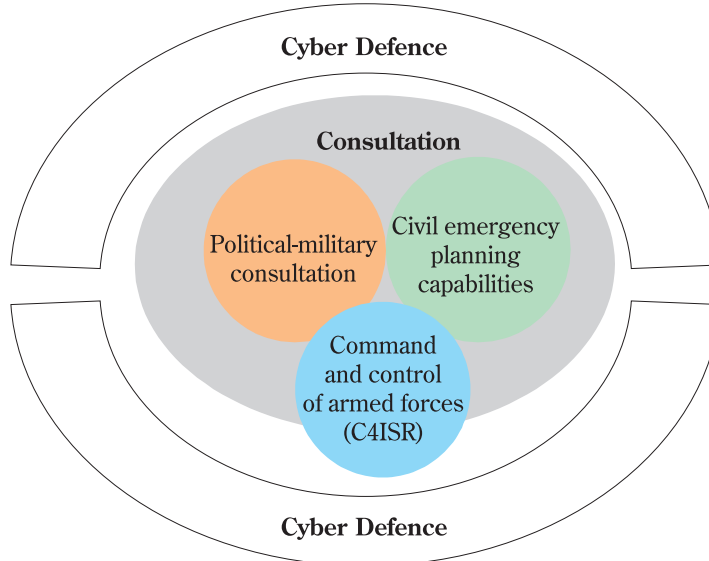 Cyber Defence
Consultation
Political-military
consultation
Civil emergency
planning
capabilities
Command
and control
of armed forces
(C4ISR)
Cyber Defence